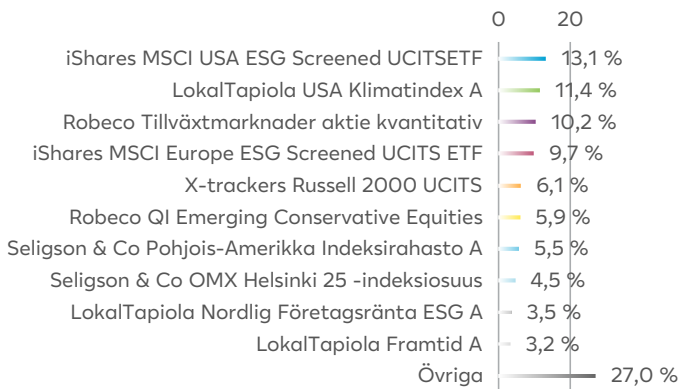 0 20
iShares MSCI USA ESG Screened UCITSETF 13,1 %
LokalTapiola USA Klimatindex A 11,4 %
Robeco Tillväxtmarknader aktie kvantitativ 10,2 %
iShares MSCI Europe ESG Screened UCITS ETF 9,7 %
X-trackers Russell 2000 UCITS 6,1 %
Robeco QI Emerging Conservative Equities 5,9 %
Seligson & Co Pohjois-Amerikka Indeksirahasto A 5,5 %
Seligson & Co OMX Helsinki 25 -indeksiosuus 4,5 %
LokalTapiola Nordlig Företagsränta ESG A 3,5 %
LokalTapiola Framtid A 3,2 %
Övriga 27,0 %